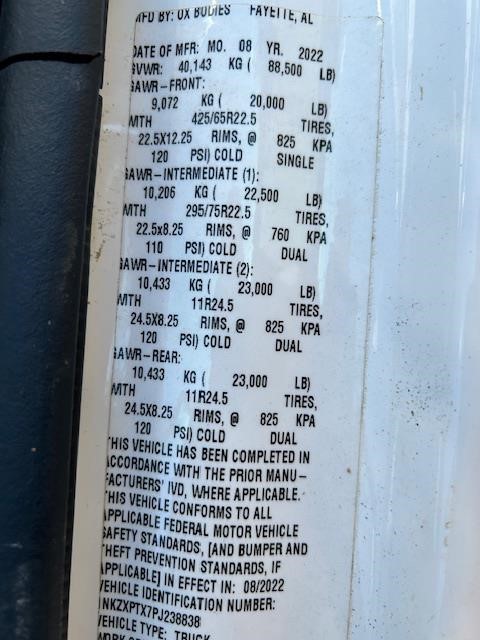 MFD BY: OX BODIES FAYETTE, AL
DATE OF MFR: MO. 08 YR. 2022
GVWR: 40,143 KG ( 88,500 LB)
GAWR-FRONT:
9,072 KG ( 20,000 LB)
WITH 425/65R22.5 TIRES,
22.5X12.25 RIMS, @ 825 KPA
120 PSI) COLD SINGLE
GAWR-INTERMEDIATE (1):
10,206 KG ( 22,500 LB)
WITH 295/75R22.5 TIRES,
22.5x8.25 RIMS, @ 760 KPA
110 PSI) COLD DUAL
GAWR-INTERMEDIATE (2):
10,433 KG ( 23,000 LB)
WITH 11R24.5 TIRES,
24.5X8.25 RIMS, @ 825 KPA
120 PSI) COLD DUAL
GAWR-REAR:
10,433 KG ( 23,000 LB)
WITH 11R24.5 TIRES,
24.5X8.25 RIMS, @ 825 KPA
120 PSI) COLD DUAL
THIS VEHICLE HAS BEEN COMPLETED IN
ACCORDANCE WITH THE PRIOR MANU-
FACTURERS' IVD, WHERE APPLICABLE.
THIS VEHICLE CONFORMS TO ALL
APPLICABLE FEDERAL MOTOR VEHICLE
SAFETY STANDARDS, [AND BUMPER AND
THEFT PREVENTION STANDARDS, IF
APPLICABLE] IN EFFECT IN: 08/2022
VEHICLE IDENTIFICATION NUMBER:
NKZXPTX7PJ238838
VEHICLE TYPE: TRUCK